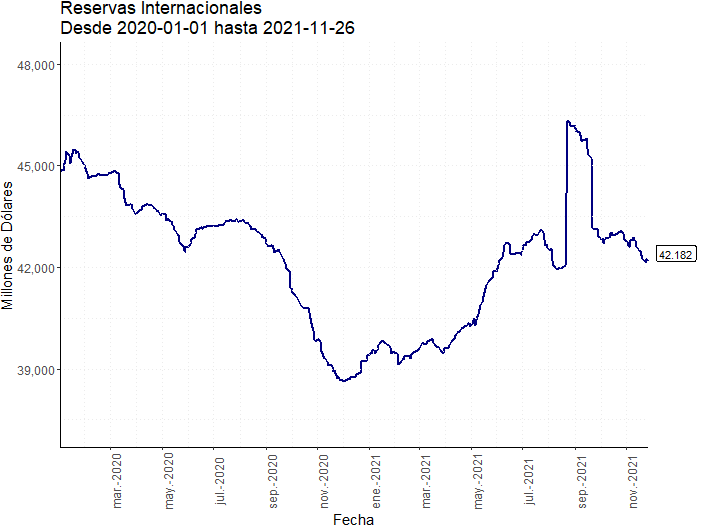 Reservas Internacionales
Desde 2020-01-01 hasta 2021-11-26
Millones de Dólares
48,000
45,000
42,000
39,000
42.182
mar.-2020
may.-2020
jul.-2020
sep.-2020
nov.-2020
ene.-2021
mar.-2021
may.-2021
jul.-2021
sep.-2021
nov.-2021
Fecha